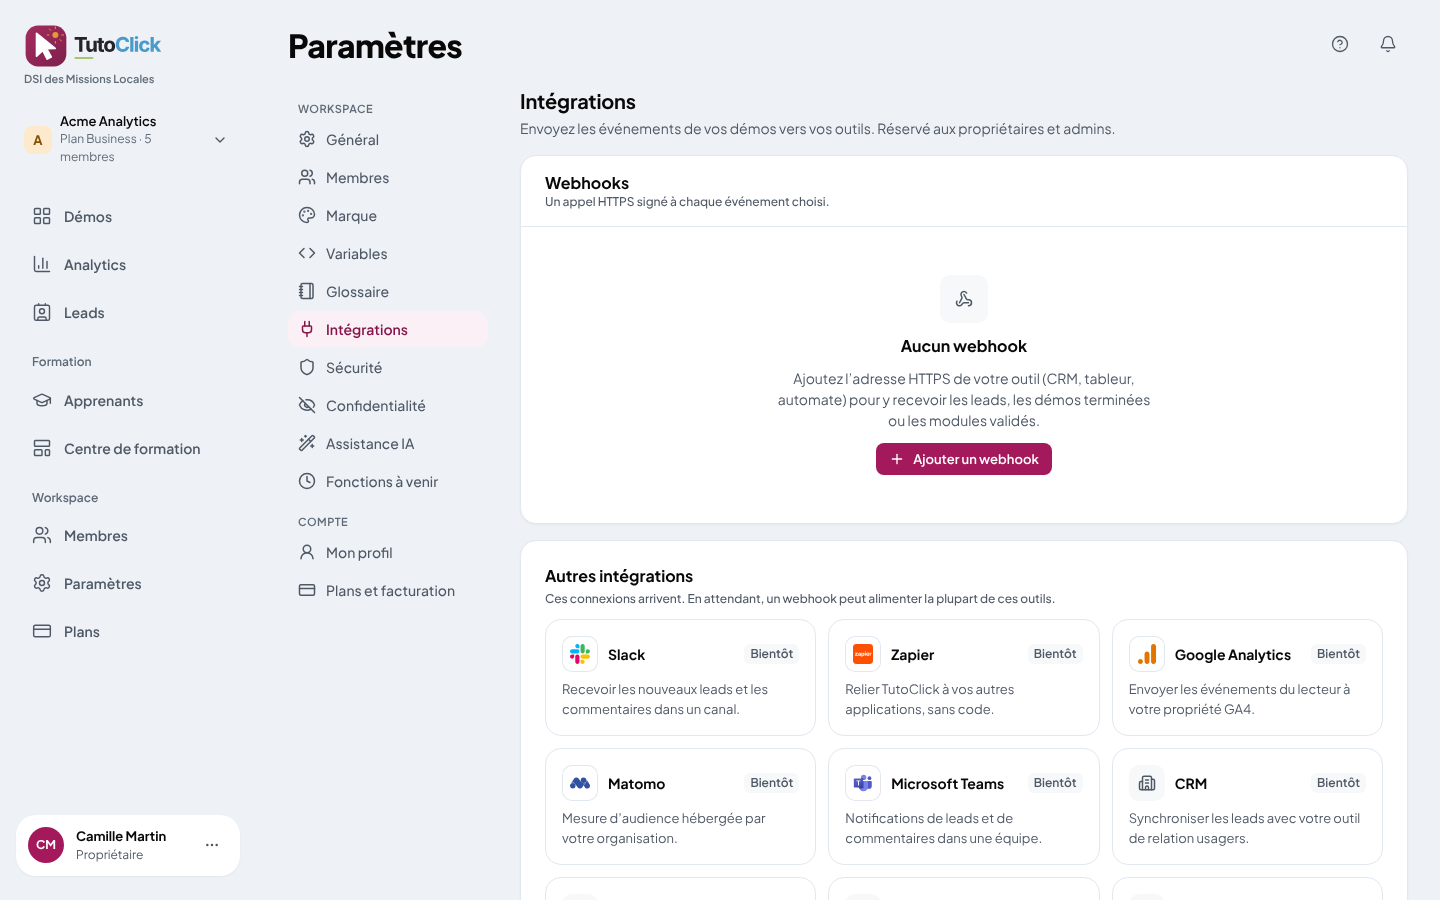 TutoClick
DSI des Missions Locales
A
Acme Analytics
Plan Business · 5
membres
Démos
Analytics
Leads
Formation
Apprenants
Centre de formation
Workspace
Membres
Paramètres
Plans
CM
Camille Martin
Propriétaire
Paramètres
WORKSPACE
Général
Membres
Marque
Variables
Glossaire
Intégrations
Sécurité
Confidentialité
Assistance IA
Fonctions à venir
COMPTE
Mon profil
Plans et facturation
Intégrations
Envoyez les événements de vos démos vers vos outils. Réservé aux propriétaires et admins.
Webhooks
Un appel HTTPS signé à chaque événement choisi.
Aucun webhook
Ajoutez l’adresse HTTPS de votre outil (CRM, tableur,
automate) pour y recevoir les leads, les démos terminées
ou les modules validés.
Ajouter un webhook
Autres intégrations
Ces connexions arrivent. En attendant, un webhook peut alimenter la plupart de ces outils.
Slack
Bientôt
Recevoir les nouveaux leads et les
commentaires dans un canal.
zapier
Zapier
Bientôt
Relier TutoClick à vos autres
applications, sans code.
Google Analytics
Bientôt
Envoyer les événements du lecteur à
votre propriété GA4.
Matomo
Bientôt
Mesure d’audience hébergée par
votre organisation.
Microsoft Teams
Bientôt
Notifications de leads et de
commentaires dans une équipe.
CRM
Bientôt
Synchroniser les leads avec votre outil
de relation usagers.